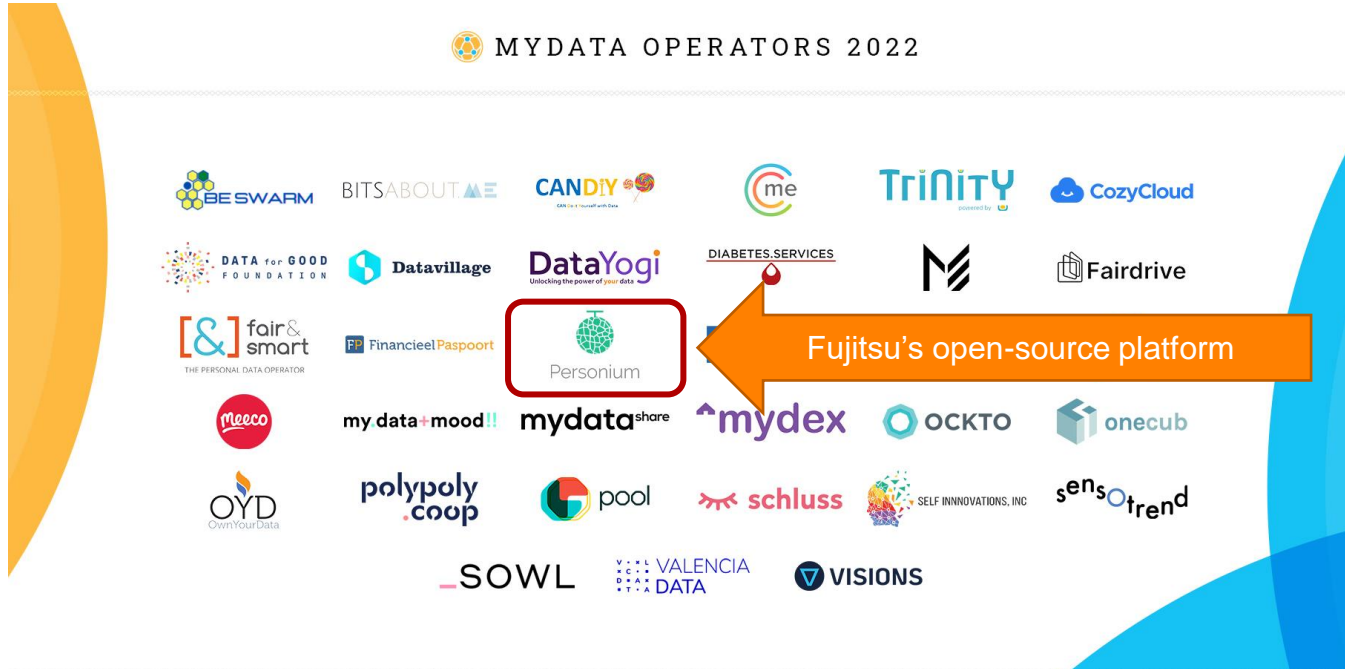 MYDATA OPERATORS 2022
BE SWARM
BITSABOUT.ME
CANDIY
CAN Do it Yourself with Data
me
TRINITY
powered by
CozyCloud
DATA for GOOD
FOUNDATION
Datavillage
DataYogi
Unlocking the power of your data
DIABETES.SERVICES
Fairdrive
[&] fair&
smart
THE PERSONAL DATA OPERATOR
FP FinancieelPaspoort
Personium
Fujitsu's open-source platform
meeco
my.data+mood!!
mydata share
mydex
OCKTO
onecub
OYD
OwnYourData
polypoly
.coop
pool
schluss
SELF INNNOVATIONS, INC
sensotrend
_SOWL
VALENCIA
DATA
VISIONS